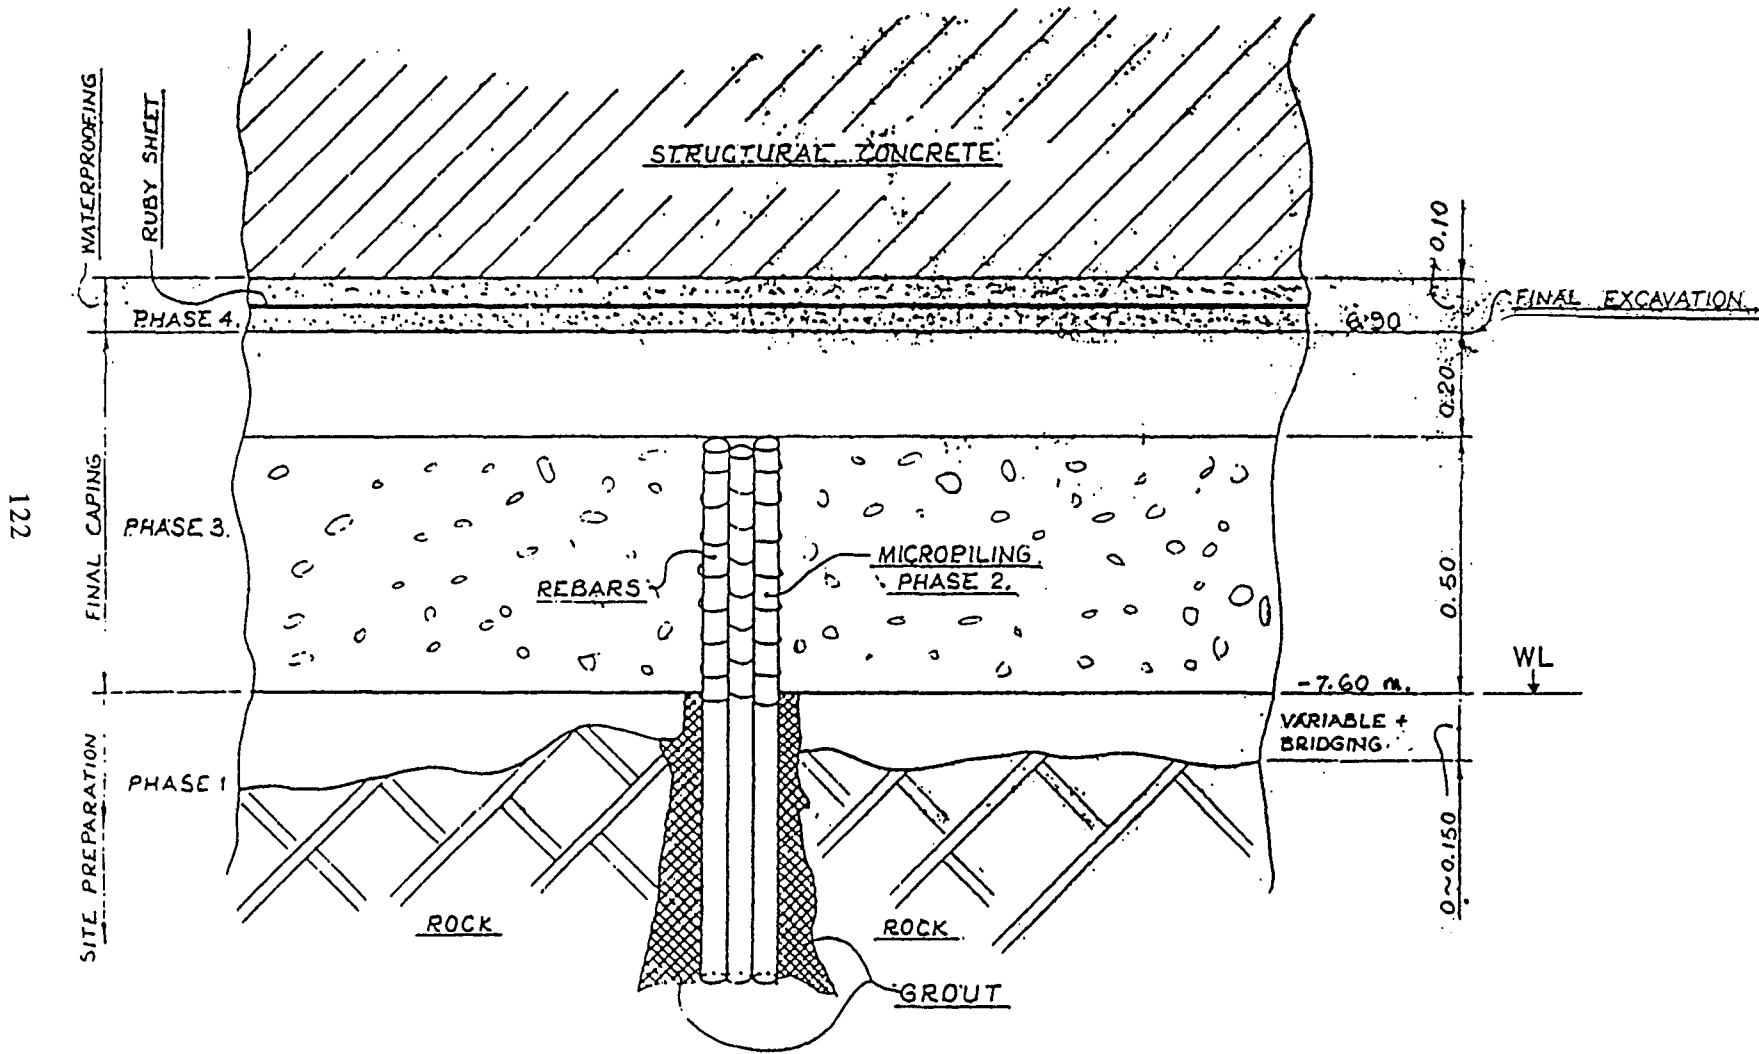 STRUCTURAL CONCRETE
WATERPROOFING
RUBY SHEET
0.10
FINAL EXCAVATION
PHASE 4.
6.90
0.20
FINAL CAPING
PHASE 3.
REBARS
MICROPILING
PHASE 2.
0.50
122
WL
-7.60 m.
VARIABLE +
BRIDGING
SITE PREPARATION
PHASE 1
0~0.150
ROCK
ROCK
GROUT